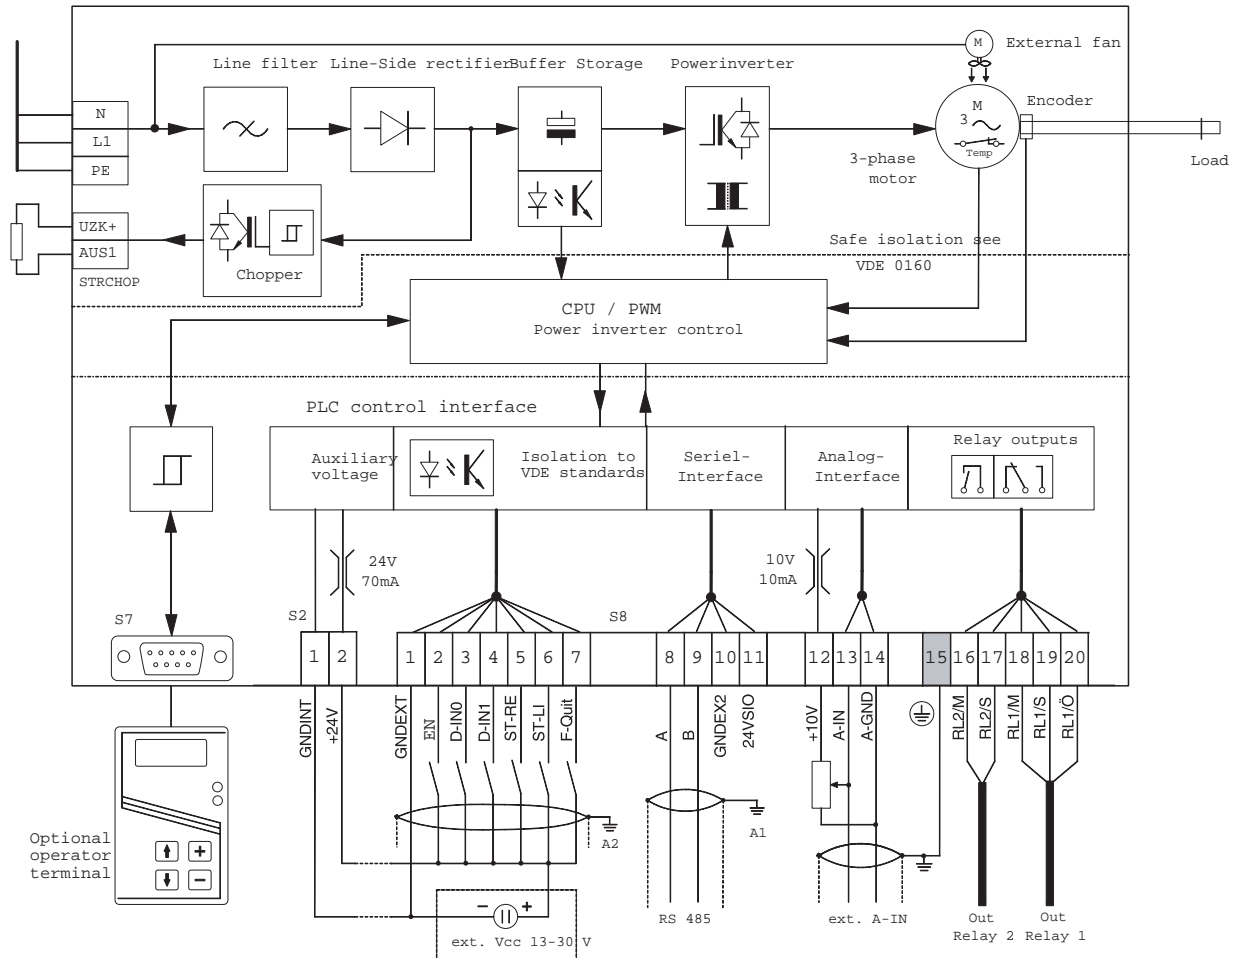 M
External fan
Line filter
Line-Side rectifier
Buffer Storage
Powerinverter
N
L1
PE
M
3
Temp
Encoder
3-phase
motor
Load
UZK+
AUS1
STRCHOP
Chopper
Safe isolation see
VDE 0160
CPU / PWM
Power inverter control
PLC control interface
Auxiliary
voltage
Isolation to
VDE standards
Seriel-
Interface
Analog-
Interface
Relay outputs
24V
70mA
10V
10mA
S7
S2
S8
1
2
1
2
3
4
5
6
7
8
9
10
11
12
13
14
15
16
17
18
19
20
GNDINT
+24V
GNDEXT
EN
D-IN0
D-IN1
ST-RE
ST-LI
F-Quit
A
B
GNDEX2
24VSIO
+10V
A-IN
A-GND
RL2/M
RL2/S
RL1/M
RL1/S
RL1/Ö
Optional
operator
terminal
+
−
A2
A1
− +
ext. Vcc 13-30 V
RS 485
ext. A-IN
Out
Relay 2
Out
Relay 1